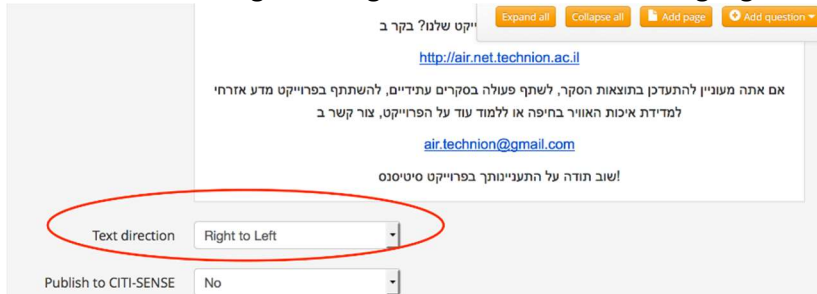 Expand all
Collapse all
Add page
Add question
ייקט שלנו? בקר ב
http://air.net.technion.ac.il
אם אתה מעוניין להתעדכן בתוצאות הסקר, לשתף פעולה בסקרים עתידיים, להשתתף בפרוייקט מדע אזרחי
למדידת איכות האוויר בחיפה או ללמוד עוד על הפרוייקט, צור קשר ב
air.technion@gmail.com
!שוב תודה על התעניינותך בפרוייקט סיטיסנס
Text direction
Right to Left
Publish to CITI-SENSE
No